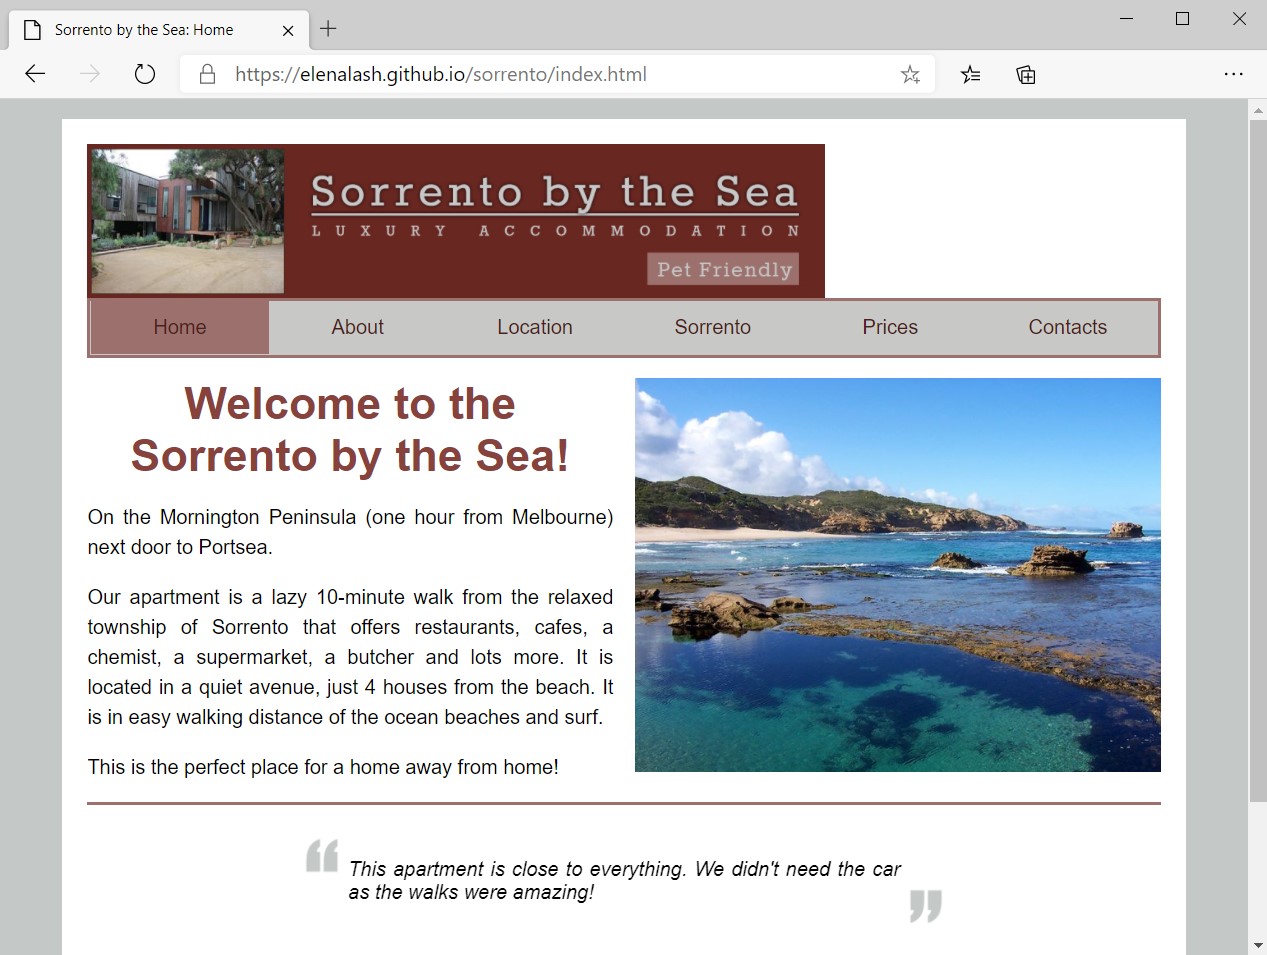 Sorrento by the Sea: Home
https://elenalash.github.io/sorrento/index.html
Sorrento by the Sea
LUXURY ACCOMMODATION
Pet Friendly
Home About Location Sorrento Prices Contacts
Welcome to the
Sorrento by the Sea!
On the Mornington Peninsula (one hour from Melbourne)
next door to Portsea.
Our apartment is a lazy 10-minute walk from the relaxed
township of Sorrento that offers restaurants, cafes, a
chemist, a supermarket, a butcher and lots more. It is
located in a quiet avenue, just 4 houses from the beach. It
is in easy walking distance of the ocean beaches and surf.
This is the perfect place for a home away from home!
“ This apartment is close to everything. We didn't need the car
as the walks were amazing! ”